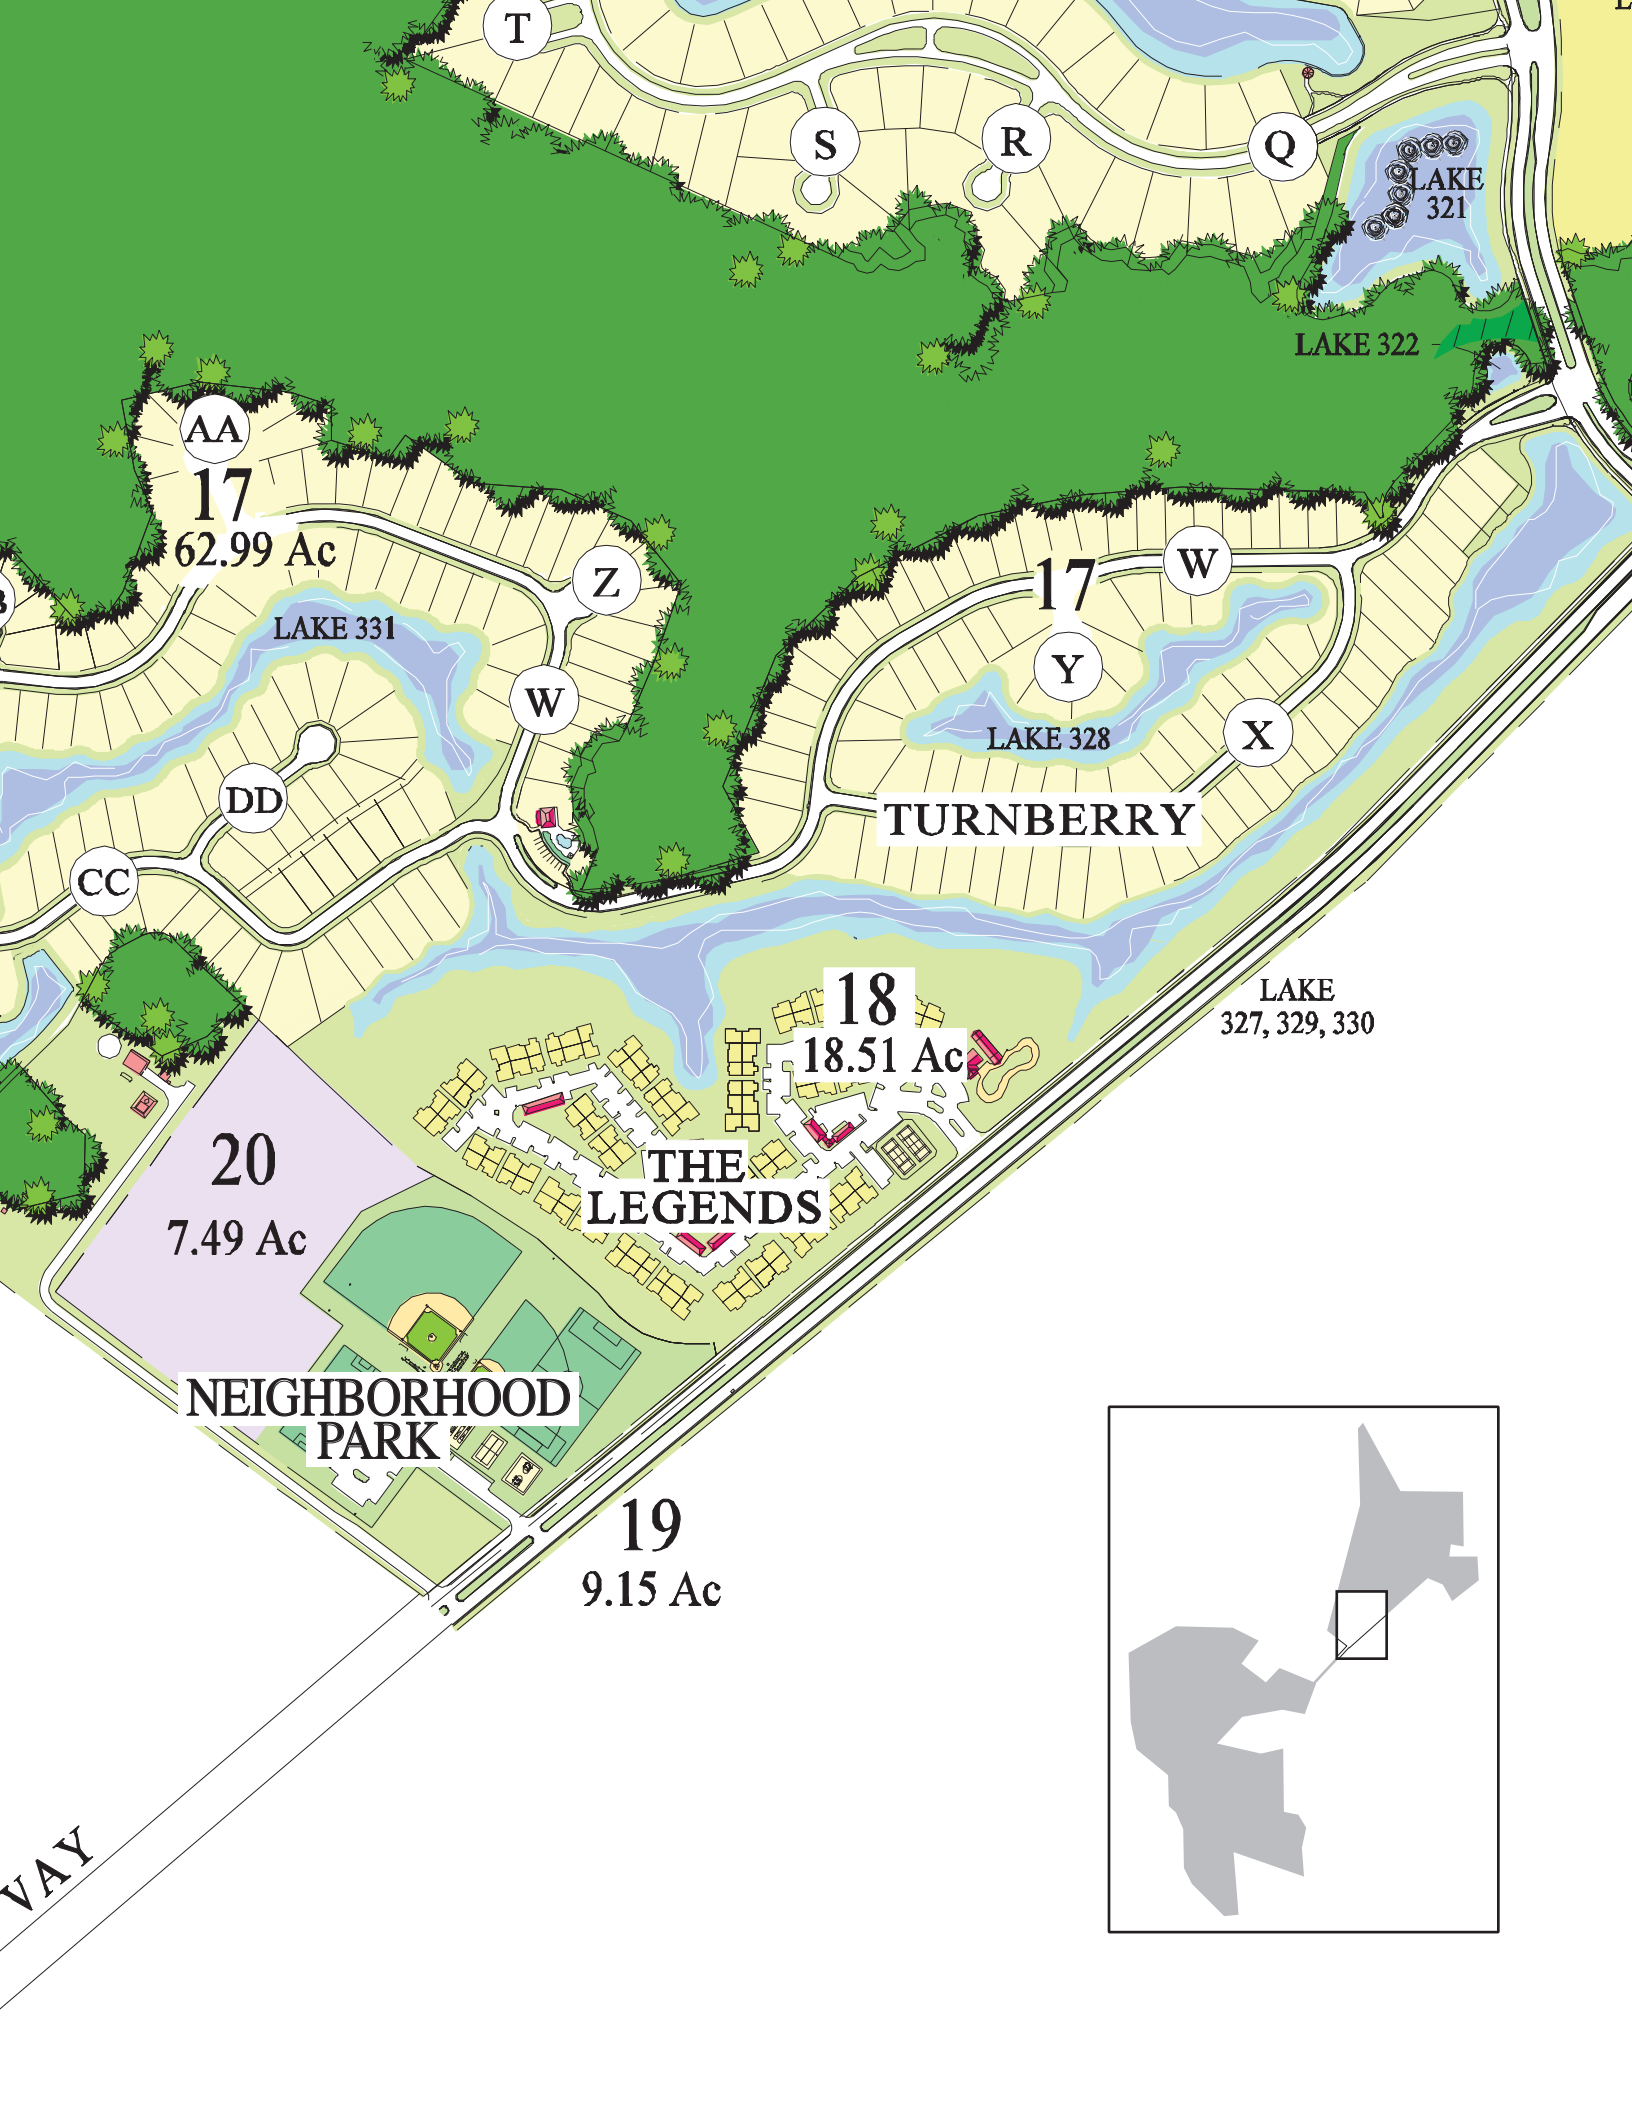 T
S
R
Q
LAKE
321
LAKE 322
AA
17
62.99 Ac
Z
W
17
LAKE 331
Y
W
X
LAKE 328
DD
TURNBERRY
CC
18
18.51 Ac
LAKE
327, 329, 330
20
7.49 Ac
THE
LEGENDS
NEIGHBORHOOD
PARK
19
9.15 Ac
WAY